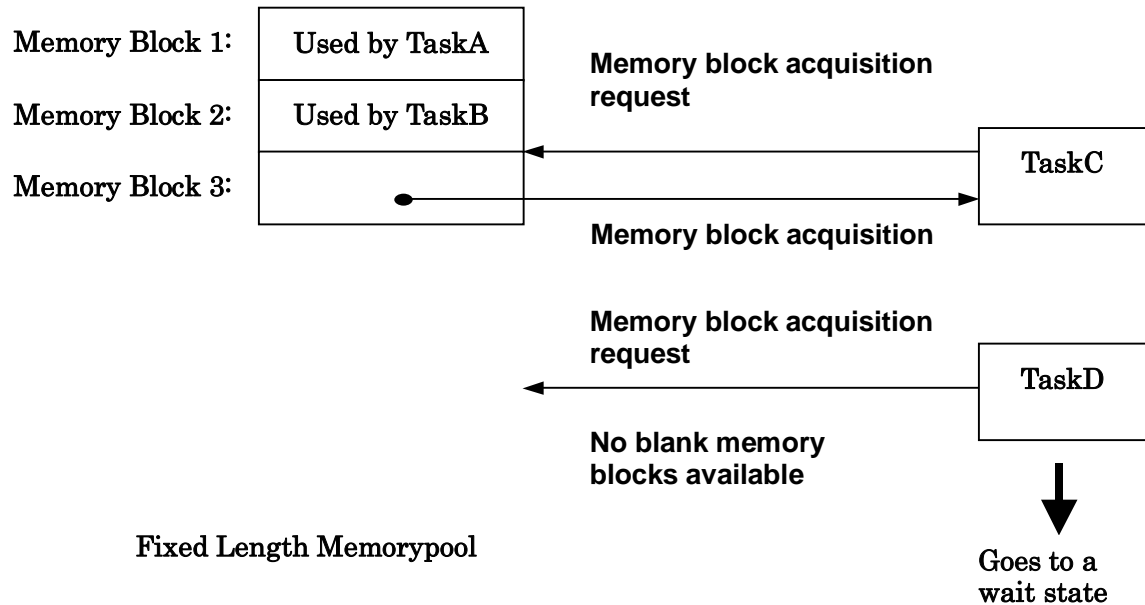 Memory Block 1:
Used by TaskA
Memory block acquisition
request
Memory Block 2:
Used by TaskB
TaskC
Memory Block 3:
Memory block acquisition
Memory block acquisition
request
TaskD
No blank memory
blocks available
Fixed Length Memorypool
Goes to a
wait state